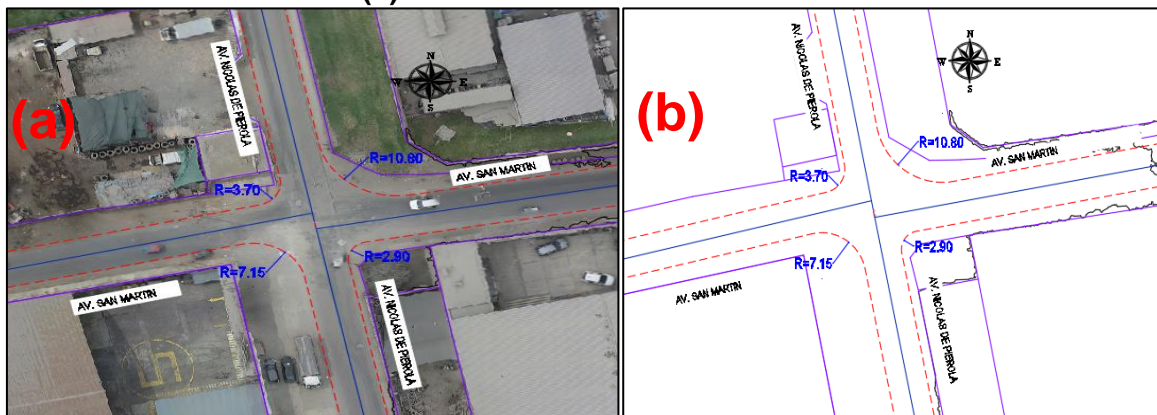 (a)
AV. NICOLAS DE PIEROLA
N
W
E
S
R=10.80
AV. SAN MARTIN
R=3.70
R=2.90
R=7.15
AV. SAN MARTIN
AV. NICOLAS DE PIEROLA
(b)
AV. NICOLAS DE PIEROLA
N
W
E
S
R=10.80
AV. SAN MARTIN
R=3.70
R=2.90
R=7.15
AV. SAN MARTIN
AV. NICOLAS DE PIEROLA